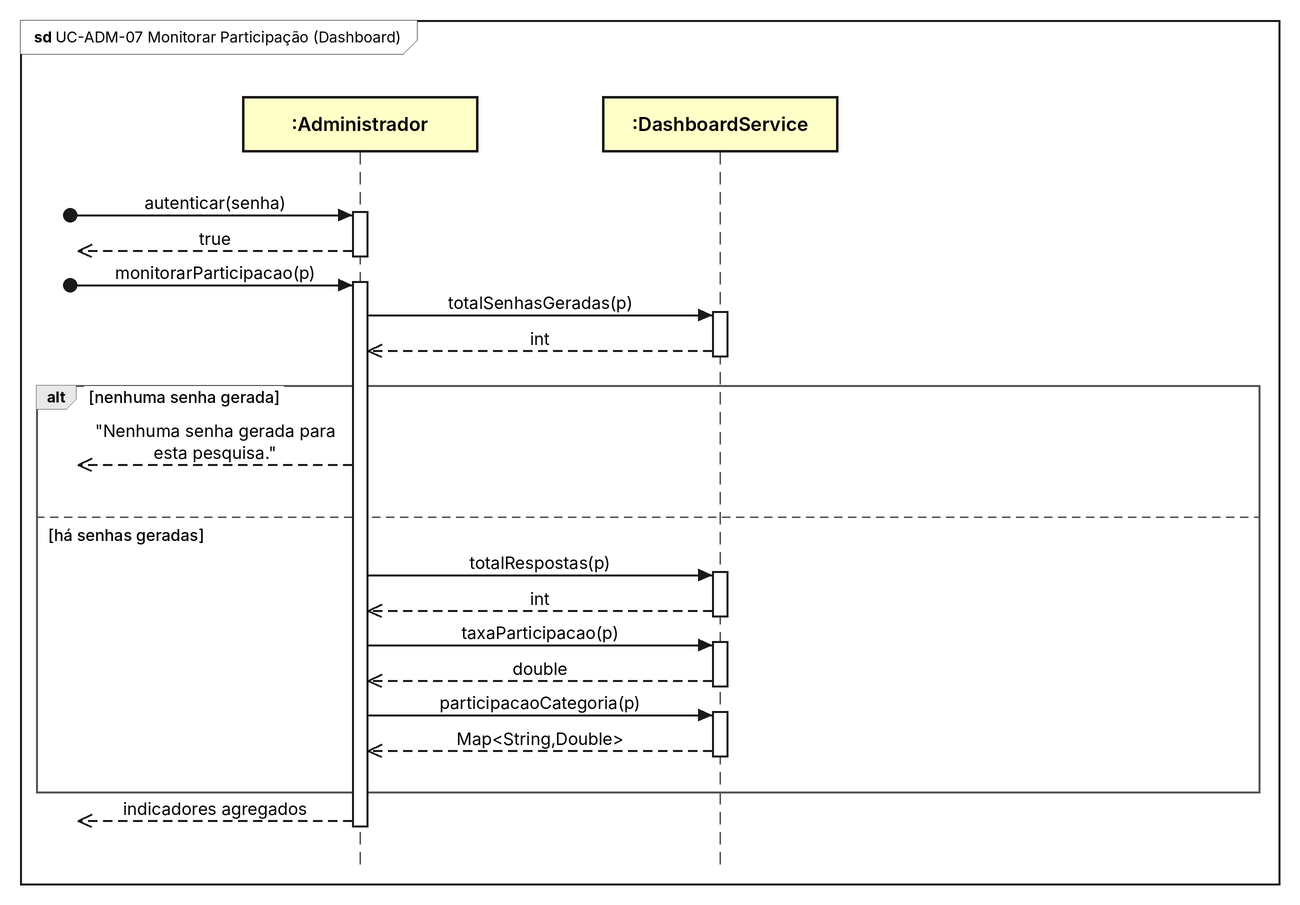 sd UC-ADM-07 Monitorar Participação (Dashboard)
:Administrador
:DashboardService
autenticar(senha)
true
monitorarParticipacao(p)
totalSenhasGeradas(p)
int
alt [nenhuma senha gerada]
"Nenhuma senha gerada para
esta pesquisa."
[há senhas geradas]
totalRespostas(p)
int
taxaParticipacao(p)
double
participacaoCategoria(p)
Map<String,Double>
indicadores agregados